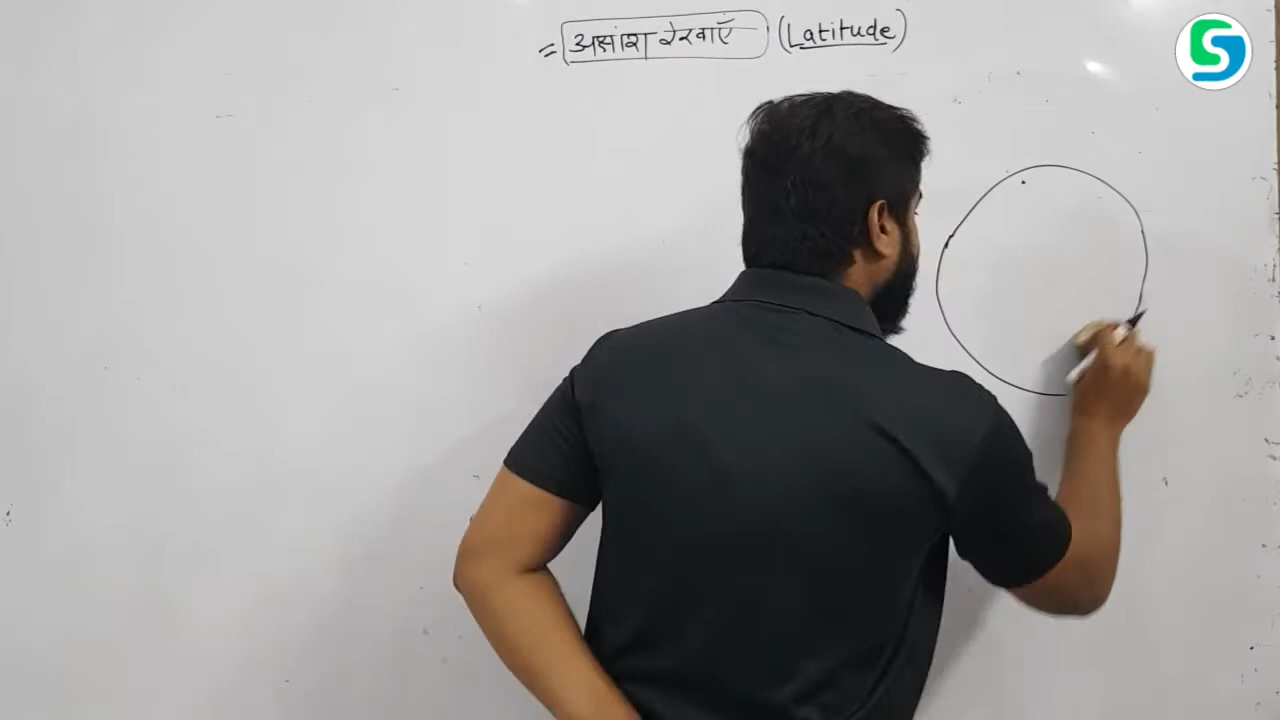 = अक्षांश रेखाएँ (Latitude)